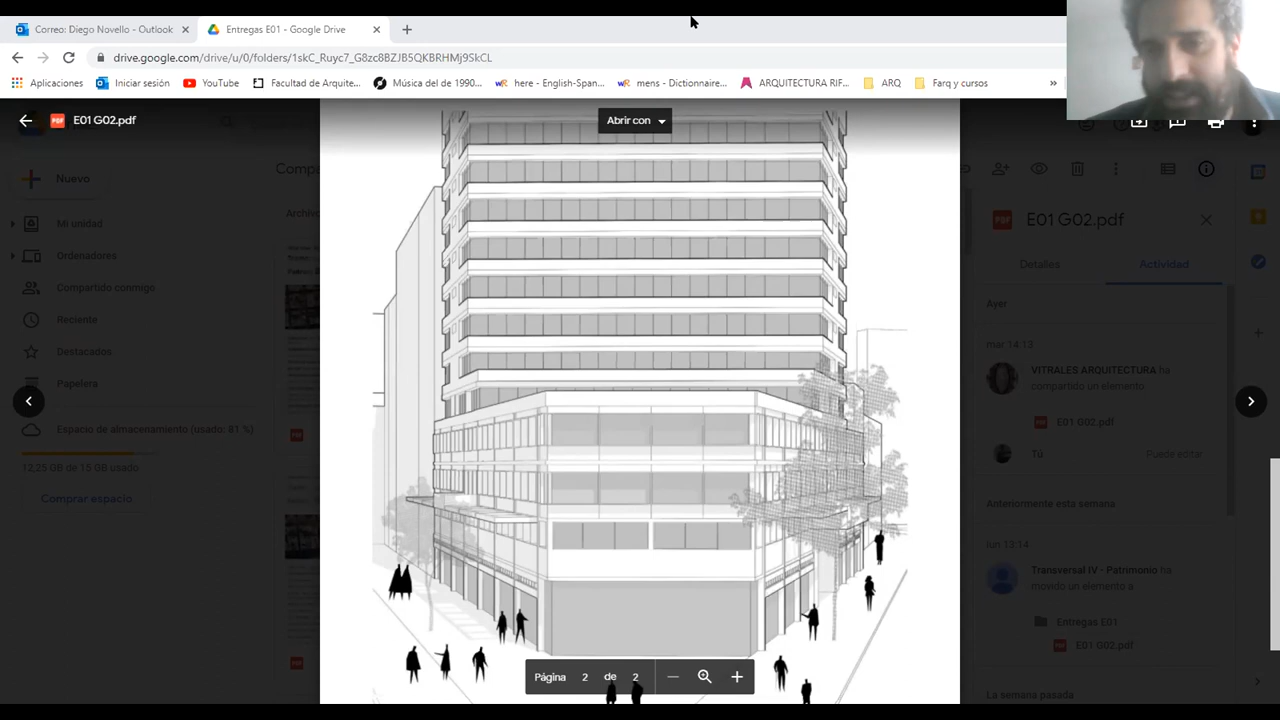 Correo: Diego Novello - Outlook
Entregas E01 - Google Drive
drive.google.com/drive/u/0/folders/1skC_Ruyc7_G8zc8BZJB5QKBRHMj9SkCL
Aplicaciones
Iniciar sesión
YouTube
Facultad de Arquite...
Música del de 1990...
here - English-Span...
mens - Dictionnaire...
ARQUITECTURA RIF...
ARQ
Farq y cursos
»
E01 G02.pdf
Abrir con
Nuevo
Compa
Archivo
Mi unidad
Ordenadores
Compartido conmigo
Reciente
Destacados
Papelera
Espacio de almacenamiento (usado: 81 %)
12,25 GB de 15 GB usado
Comprar espacio
E01 G02.pdf
Detalles
Actividad
Ayer
mar 14:13
VITRALES ARQUITECTURA ha
compartido un elemento
E01 G02.pdf
Tú
Puede editar
Anteriormente esta semana
lun 13:14
Transversal IV - Patrimonio ha
movido un elemento a
Entregas E01
E01 G02.pdf
La semana pasada
Página 2 de 2